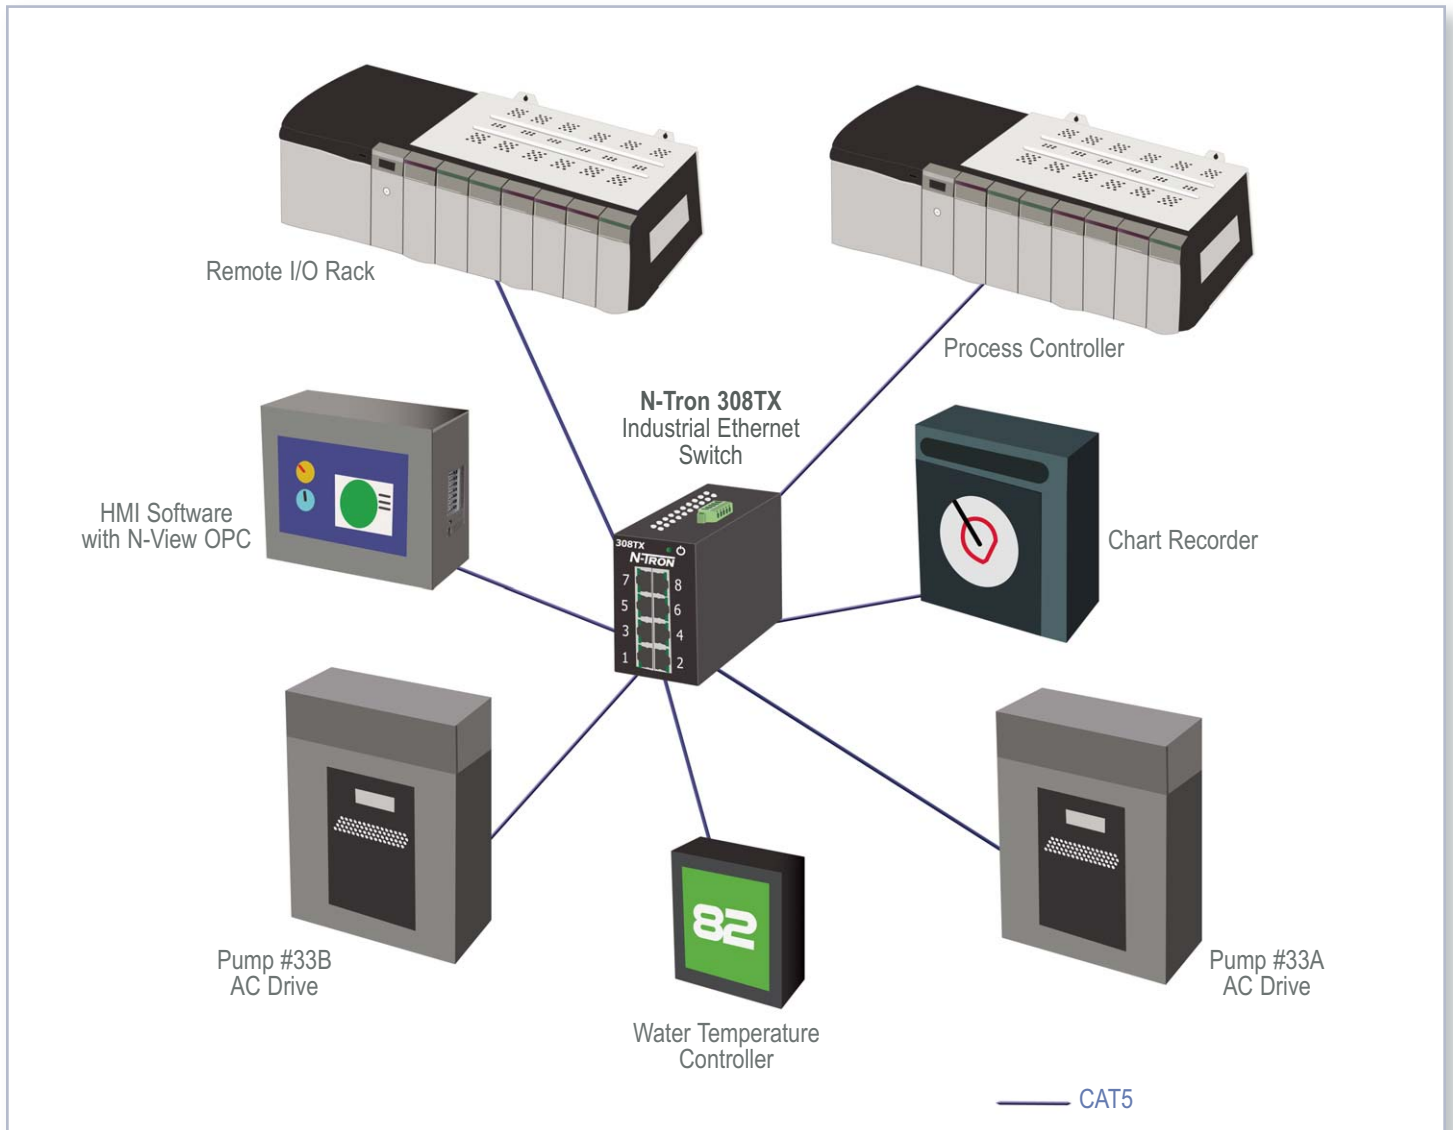 Remote I/O Rack
Process Controller
N-Tron 308TX
Industrial Ethernet
Switch
HMI Software
with N-View OPC
Chart Recorder
308TX
N-TRON
7 8
5 6
3 4
1 2
82
Pump #33B
AC Drive
Pump #33A
AC Drive
Water Temperature
Controller
CAT5